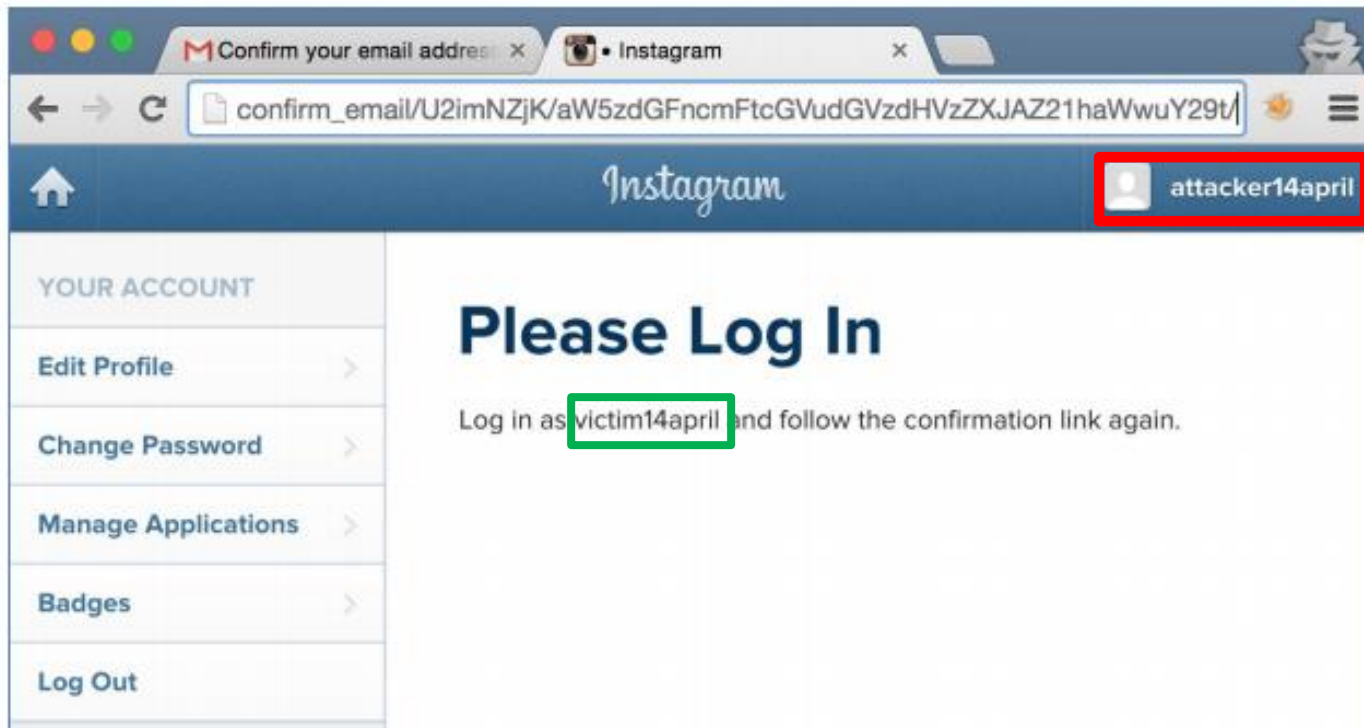 Confirm your email addres
• Instagram
confirm_email/U2imNZjK/aW5zdGFncmFtcGVudGVzdHVzZXJAZ21haWwuY29t/
Instagram
attacker14april
YOUR ACCOUNT
Edit Profile
Change Password
Manage Applications
Badges
Log Out
Please Log In
Log in as victim14april and follow the confirmation link again.